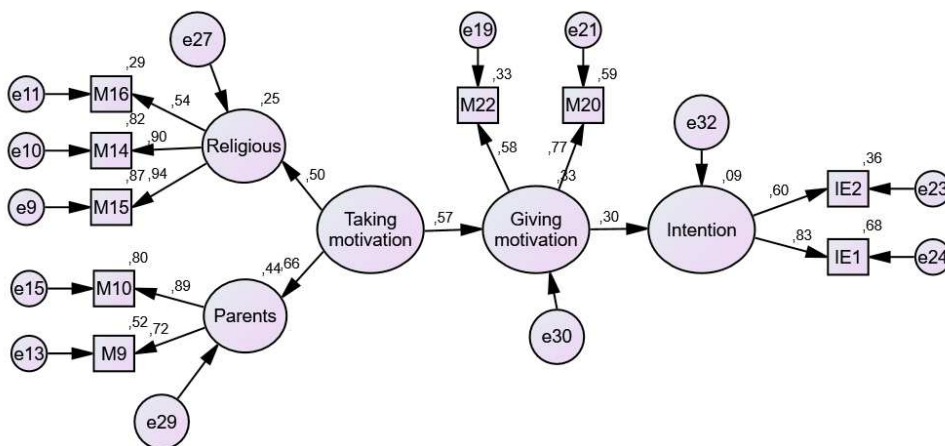 e19
e21
e27
,29
,33
,59
e11
M16
,54
,25
M22
M20
e32
,82
e10
M14
,90
Religious
,58
,77
,36
,87
,94
,33
,09
,60
IE2
e23
e9
M15
,50
Taking
motivation
,57
Giving
motivation
,30
Intention
,68
,83
IE1
e24
,80
,44
,66
e15
M10
,89
Parents
,52
,72
e13
M9
e30
e29